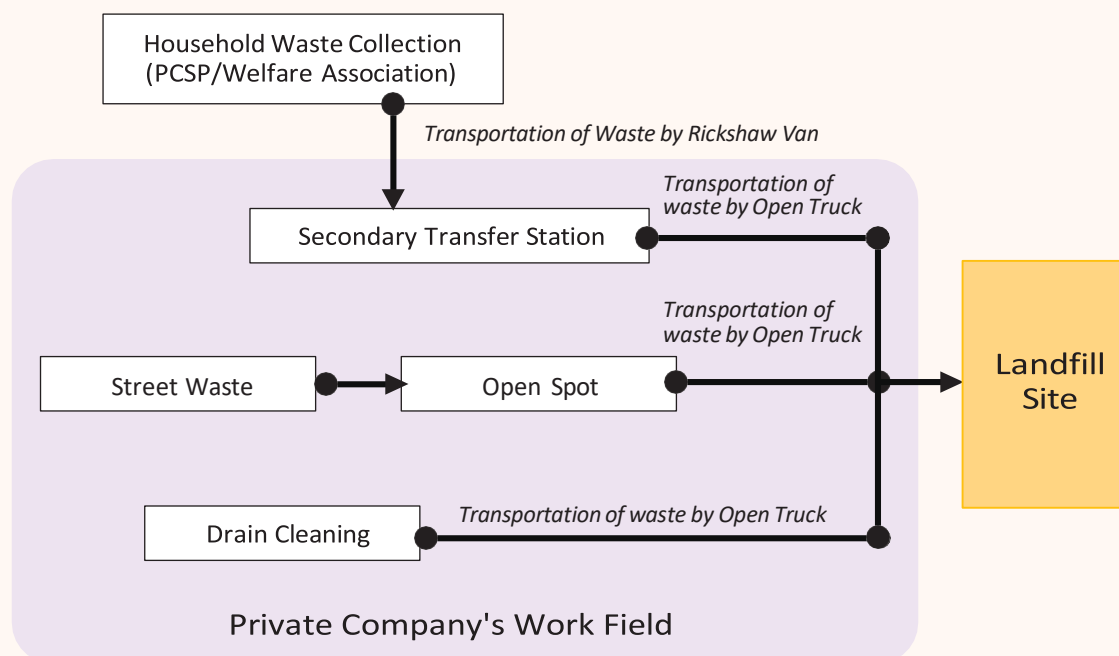 Household Waste Collection
(PCSP/Welfare Association)
Transportation of Waste by Rickshaw Van
Transportation of
waste by Open Truck
Secondary Transfer Station
Transportation of
waste by Open Truck
Landfill
Site
Street Waste
Open Spot
Transportation of waste by Open Truck
Drain Cleaning
Private Company's Work Field